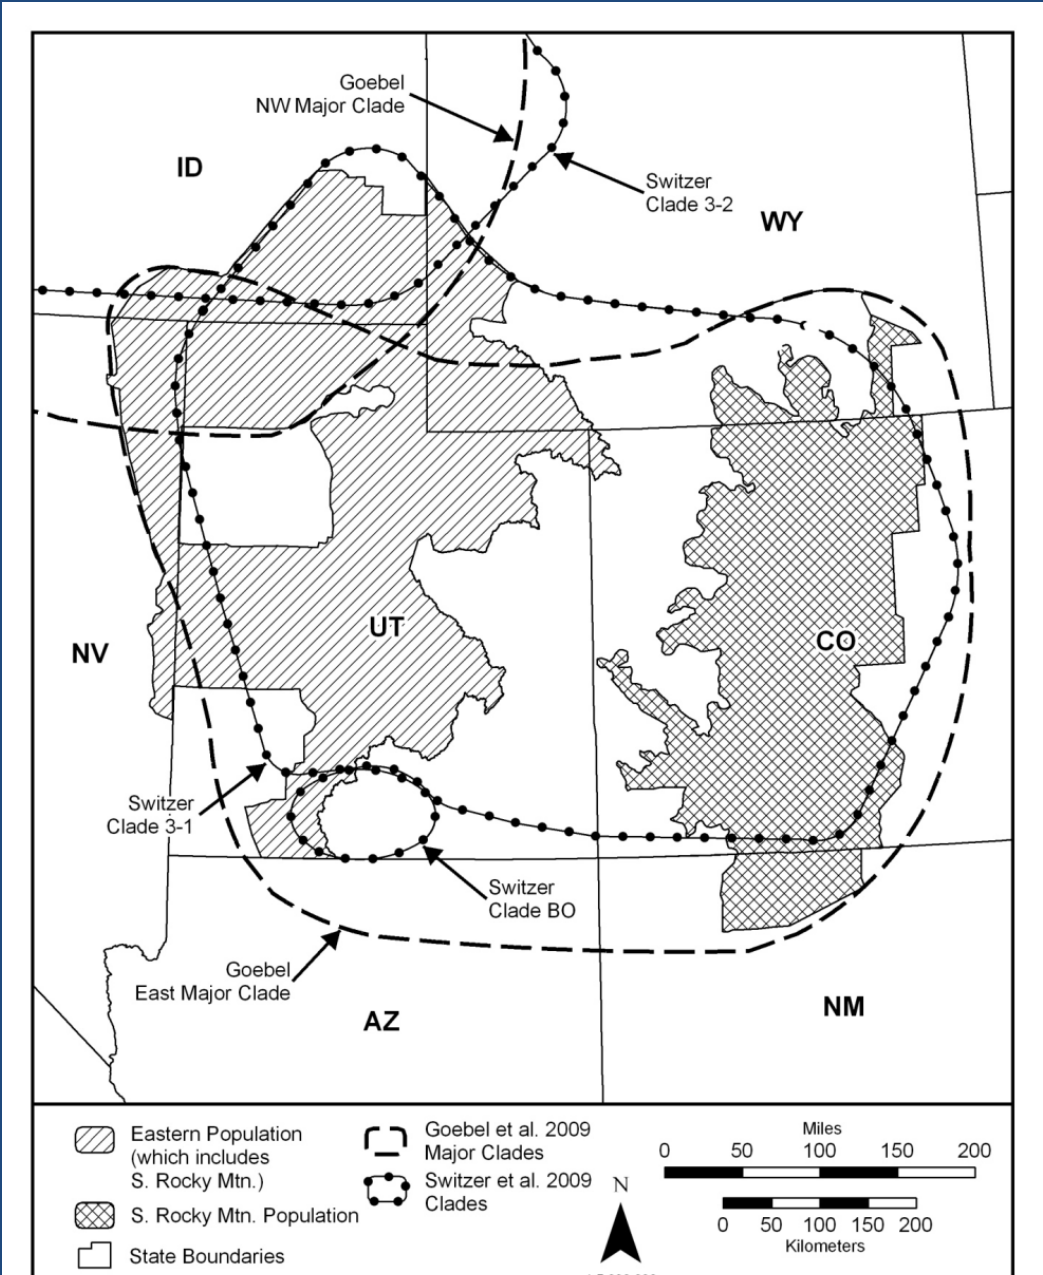 Goebel
NW Major Clade
ID
Switzer
Clade 3-2
WY
UT
CO
NV
Switzer
Clade 3-1
Switzer
Clade BO
Goebel
East Major Clade
AZ
NM
Eastern Population
(which includes
S. Rocky Mtn.)
S. Rocky Mtn. Population
State Boundaries
Goebel et al. 2009
Major Clades
Switzer et al. 2009
Clades
N
Miles
0 50 100 150 200
0 50 100 150 200
Kilometers